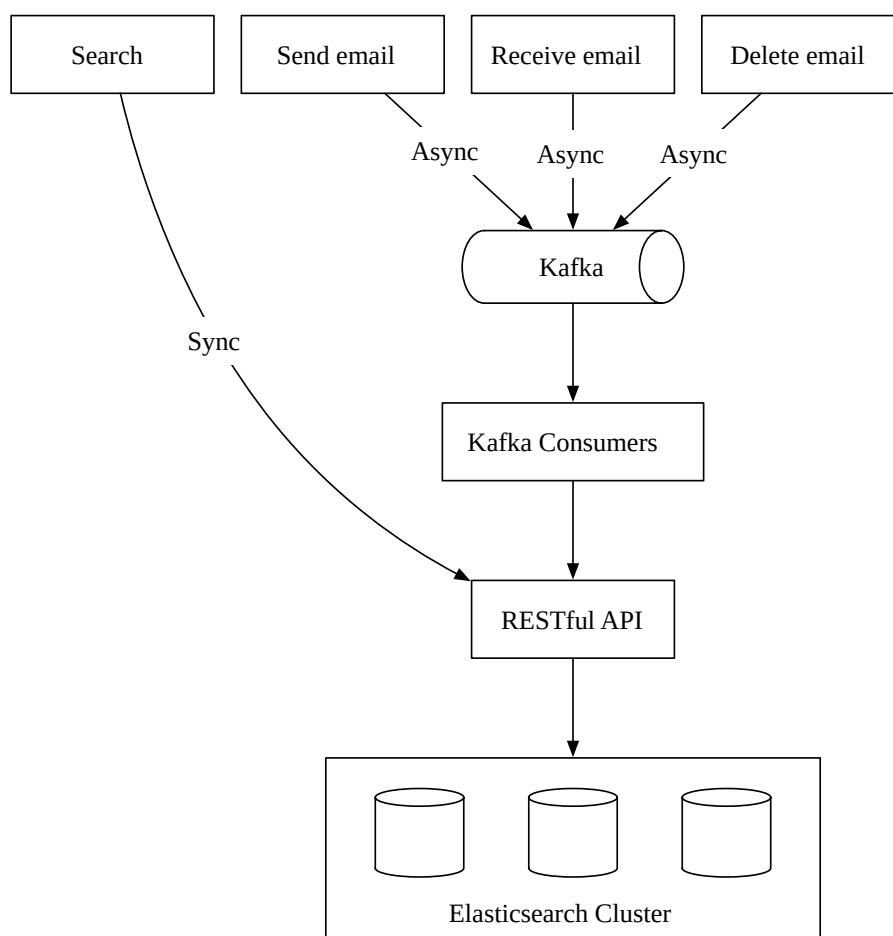 Search
Send email
Receive email
Delete email
Async
Async
Async
Kafka
Sync
Kafka Consumers
RESTful API
Elasticsearch Cluster